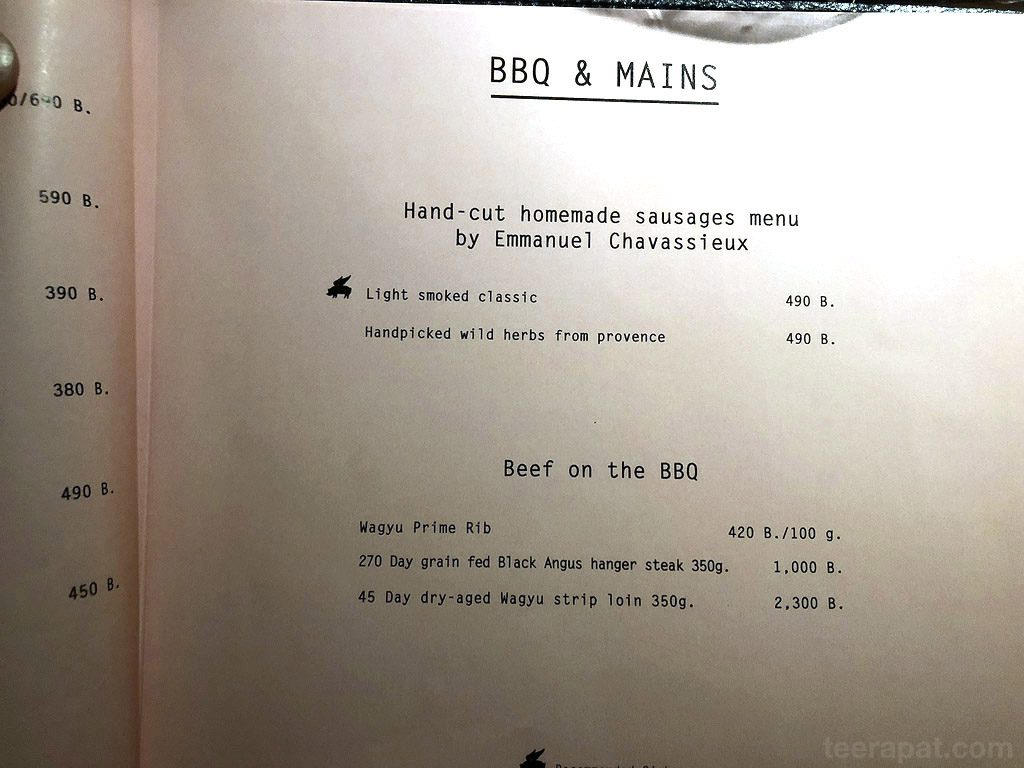 590 B.
390 B.
380 B.
490 B.
450 B.
BBQ & MAINS
Hand-cut homemade sausages menu
by Emmanuel Chavassieux
Light smoked classic 490 B.
Handpicked wild herbs from provence 490 B.
Beef on the BBQ
Wagyu Prime Rib 420 B./100 g.
270 Day grain fed Black Angus hanger steak 350g. 1,000 B.
45 Day dry-aged Wagyu strip loin 350g. 2,300 B.
teerapat.com